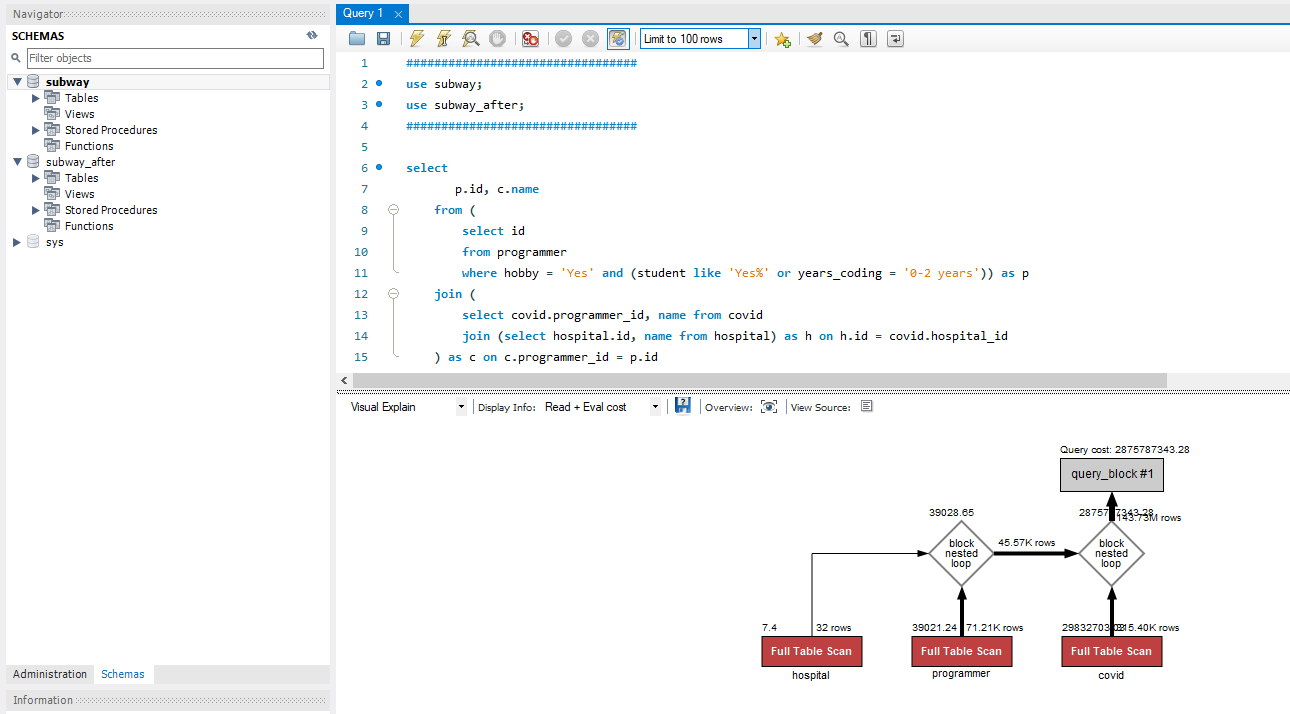 Navigator
SCHEMAS
Filter objects
subway
Tables
Views
Stored Procedures
Functions
subway_after
Tables
Views
Stored Procedures
Functions
sys
Administration Schemas
Information
Query 1
Limit to 100 rows
1 #################################
2 use subway;
3 use subway_after;
4 #################################
5
6 select
7 p.id, c.name
8 from (
9 select id
10 from programmer
11 where hobby = 'Yes' and (student like 'Yes%' or years_coding = '0-2 years')) as p
12 join (
13 select covid.programmer_id, name from covid
14 join (select hospital.id, name from hospital) as h on h.id = covid.hospital_id
15 ) as c on c.programmer_id = p.id
Visual Explain Display Info: Read + Eval cost Overview: View Source:
Query cost: 2875787343.28
query_block #1
39028.65 2875787343.28
143.73M rows
block nested loop
45.57K rows
block nested loop
7.4 32 rows
39021.24 71.21K rows
315.40K rows
Full Table Scan
Full Table Scan
Full Table Scan
hospital
programmer
covid